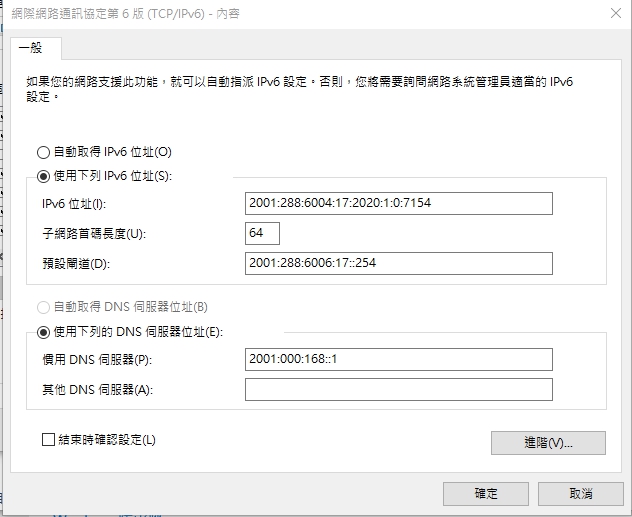 網際網路通訊協定第 6 版 (TCP/IPv6) - 內容
一般
如果您的網路支援此功能，就可以自動指派 IPv6 設定。否則，您將需要詢問網路系統管理員適當的 IPv6
設定。
自動取得 IPv6 位址(O)
使用下列 IPv6 位址(S):
IPv6 位址(I):
2001:288:6004:17:2020:1:0:7154
子網路首碼長度(U):
64
預設閘道(D):
2001:288:6006:17::254
自動取得 DNS 伺服器位址(B)
使用下列的 DNS 伺服器位址(E):
慣用 DNS 伺服器(P):
2001:000:168::1
其他 DNS 伺服器(A):
結束時確認設定(L)
進階(V)...
確定
取消